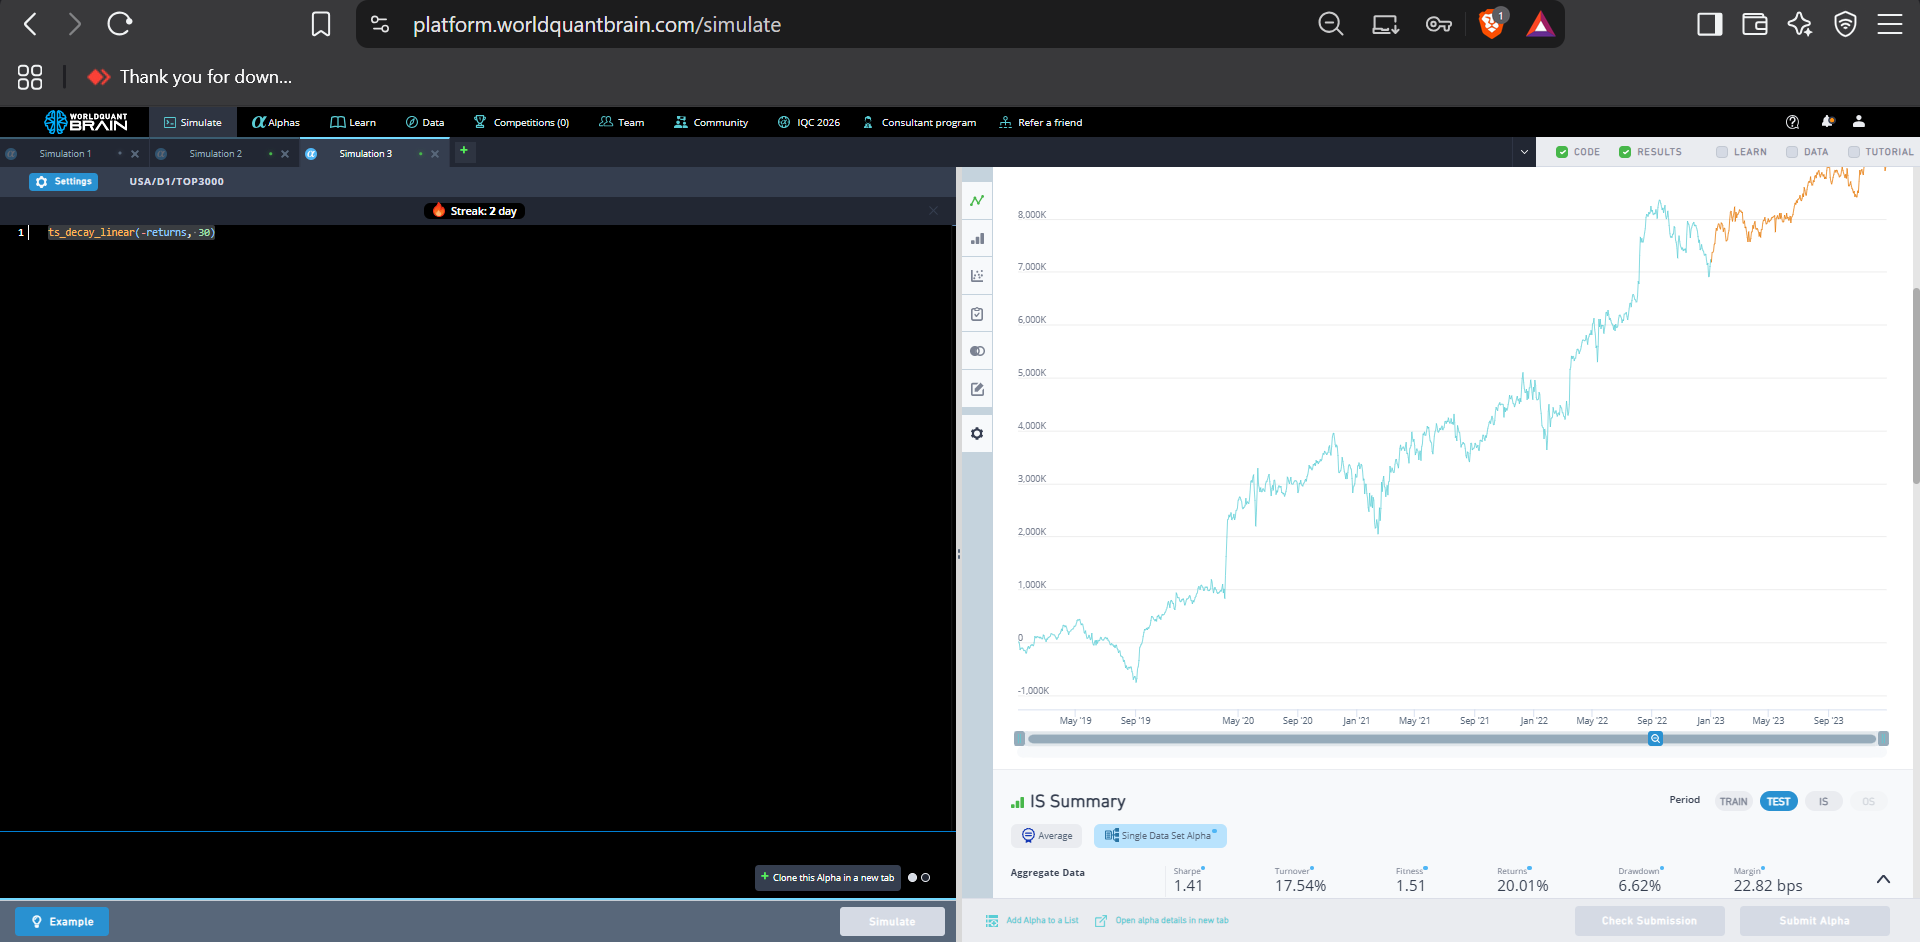 platform.worldquantbrain.com/simulate
1
Thank you for down...
WORLDQUANT
BRAIN
Simulate
Alphas
Learn
Data
Competitions (0)
Team
Community
IQC 2026
Consultant program
Refer a friend
Simulation 1
Simulation 2
Simulation 3
+
CODE
RESULTS
LEARN
DATA
TUTORIAL
Settings
USA/D1/TOP3000
Streak: 2 day
1 ts_decay_linear(-returns, 30)
8,000K
7,000K
6,000K
5,000K
4,000K
3,000K
2,000K
1,000K
0
-1,000K
May '19
Sep '19
May '20
Sep '20
Jan '21
May '21
Sep '21
Jan '22
May '22
Sep '22
Jan '23
May '23
Sep '23
IS Summary
Period
TRAIN
TEST
IS
OS
Average
Single Data Set Alpha
Aggregate Data
Sharpe
1.41
Turnover
17.54%
Fitness
1.51
Returns
20.01%
Drawdown
6.62%
Margin
22.82 bps
+ Clone this Alpha in a new tab
Example
Simulate
Add Alpha to a List
Open alpha details in new tab
Check Submission
Submit Alpha